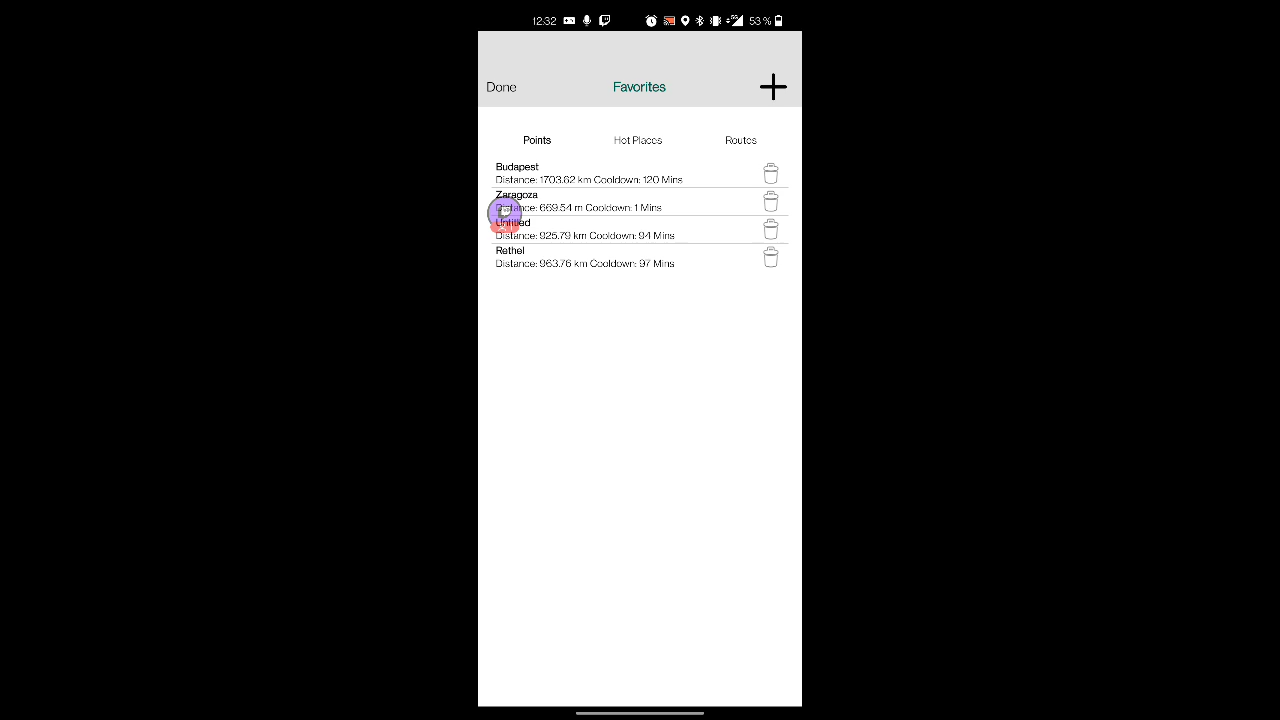 12:32
53 %
Done
Favorites
Points
Hot Places
Routes
Budapest
Distance: 1703.62 km Cooldown: 120 Mins
Zaragoza
Distance: 669.54 m Cooldown: 1 Mins
Untitled
Distance: 925.79 km Cooldown: 94 Mins
Rethel
Distance: 963.76 km Cooldown: 97 Mins